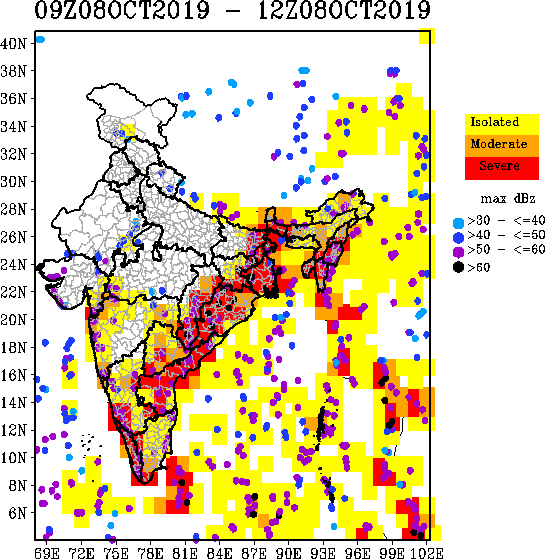 09Z08OCT2019 - 12Z08OCT2019
40N
38N
36N
34N
32N
30N
28N
26N
24N
22N
20N
18N
16N
14N
12N
10N
8N
6N
69E 72E 75E 78E 81E 84E 87E 90E 93E 96E 99E 102E
Isolated
Moderate
Severe
max dBz
>30 - <=40
>40 - <=50
>50 - <=60
>60